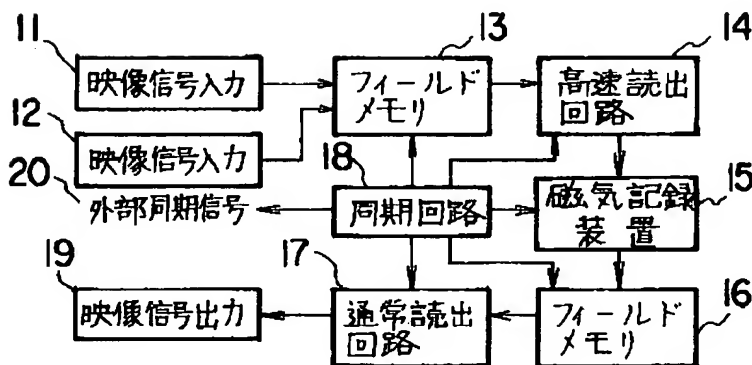 11
映像信号入力
12
映像信号入力
13
フィールド
メモリ
14
高速読出
回路
20
外部同期信号
18
同期回路
磁気記録
装置
15
19
映像信号出力
17
通常読出
回路
フィールド
メモリ
16